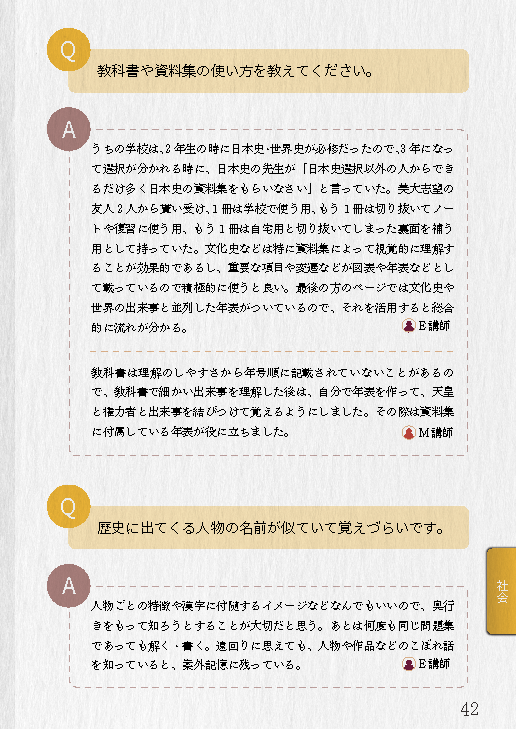 Q
教科書や資料集の使い方を教えてください。
A
うちの学校は、2年生の時に日本史・世界史が必修だったので、3年になっ
て選択が分かれる時に、日本史の先生が「日本史選択以外の人からでき
るだけ多く日本史の資料集をもらいなさい」と言っていた。美大志望の
友人2人から貰い受け、1冊は学校で使う用、もう1冊は切り抜いてノー
トや復習に使う用、もう1冊は自宅用と切り抜いてしまった裏面を補う
用として持っていた。文化史などは特に資料集によって視覚的に理解す
ることが効果的であるし、重要な項目や変遷などが図表や年表などとし
て載っているので積極的に使うと良い。最後の方のページでは文化史や
世界の出来事と並列した年表がついているので、それを活用すると総合
的に流れが分かる。
E講師
教科書は理解のしやすさから年号順に記載されていないことがあるの
で、教科書で細かい出来事を理解した後は、自分で年表を作って、天皇
と権力者と出来事を結びつけて覚えるようにしました。その際は資料集
に付属している年表が役に立ちました。
M講師
Q
歴史に出てくる人物の名前が似ていて覚えづらいです。
A
人物ごとの特徴や漢字に付随するイメージなどなんでもいいので、奥行
きをもって知ろうとすることが大切だと思う。あとは何度も同じ問題集
であっても解く・書く。遠回りに思えても、人物や作品などのこぼれ話
を知っていると、案外記憶に残っている。
E講師
社会
42